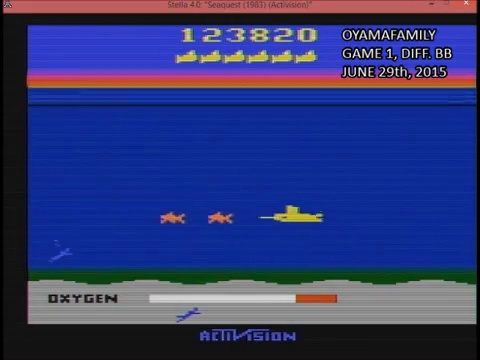 Stella 4.0: "Seaquest (1983) (Activision)"
123820
OYAMAFAMILY
GAME 1, DIFF. BB
JUNE 29th, 2015
OXYGEN
ACTIVISION